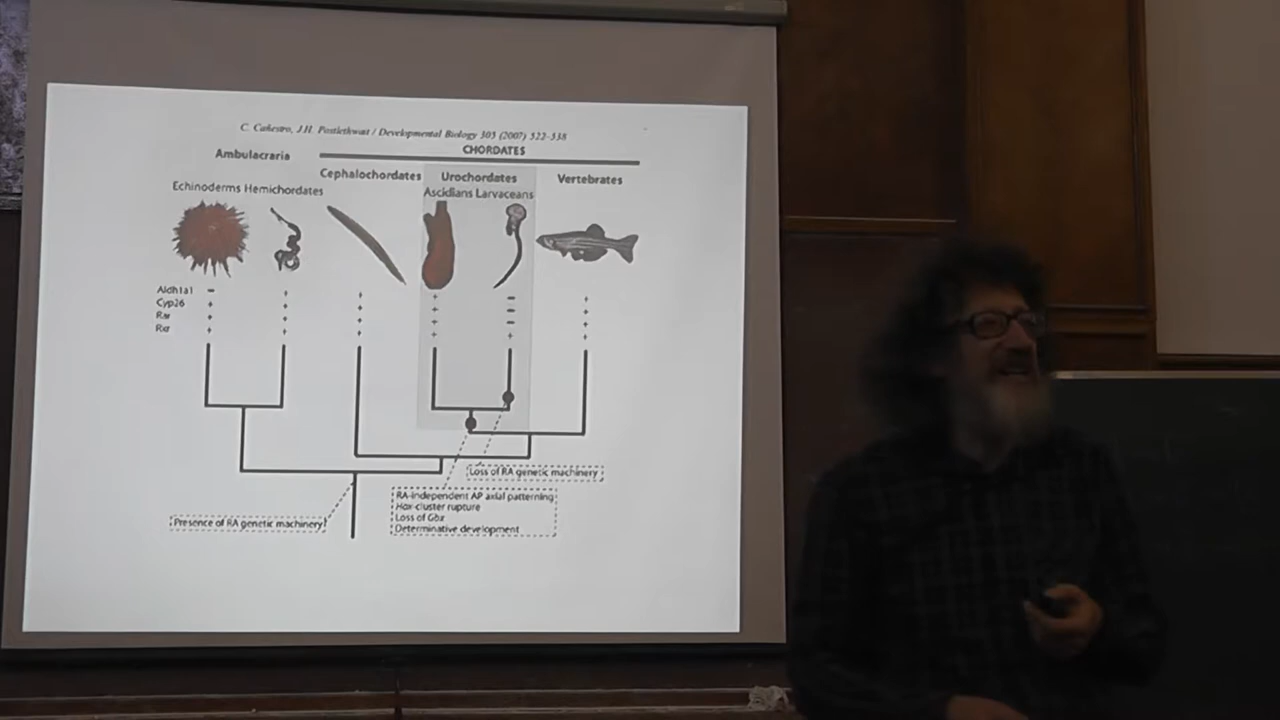 C. Cañestro, J.H. Postlethwait / Developmental Biology 305 (2007) 522–538
CHORDATES
Ambulacraria
Cephalochordates Urochordates Vertebrates
Echinoderms Hemichordates Ascidians Larvaceans
Aldh1a1 - + + + - +
Cyp26 + + + + - +
Rar + + + + - +
Rxr + + + + + +
Loss of RA genetic machinery
RA-independent AP axial patterning
Hox-cluster rupture
Loss of Gbx
Determinative development
Presence of RA genetic machinery